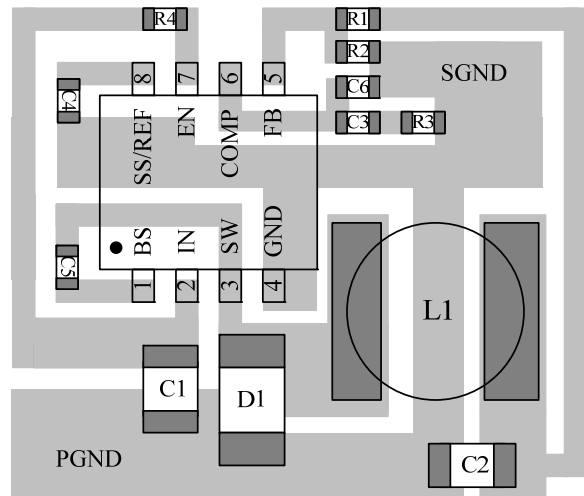 R4
R1
R2
SGND
8
7
6
5
C6
C4
C3
R3
SS/REF
EN
COMP
FB
BS
IN
SW
GND
C5
1
2
3
4
L1
C1
D1
PGND
C2